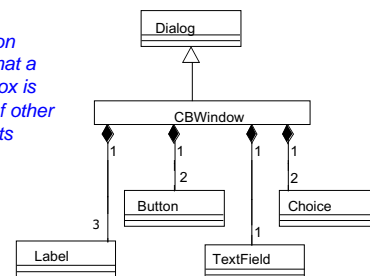 Dialog
on
hat a
ox is
f other
ts
CBWindow
1 1 1 1
2 2
Button Choice
3 1
Label TextField